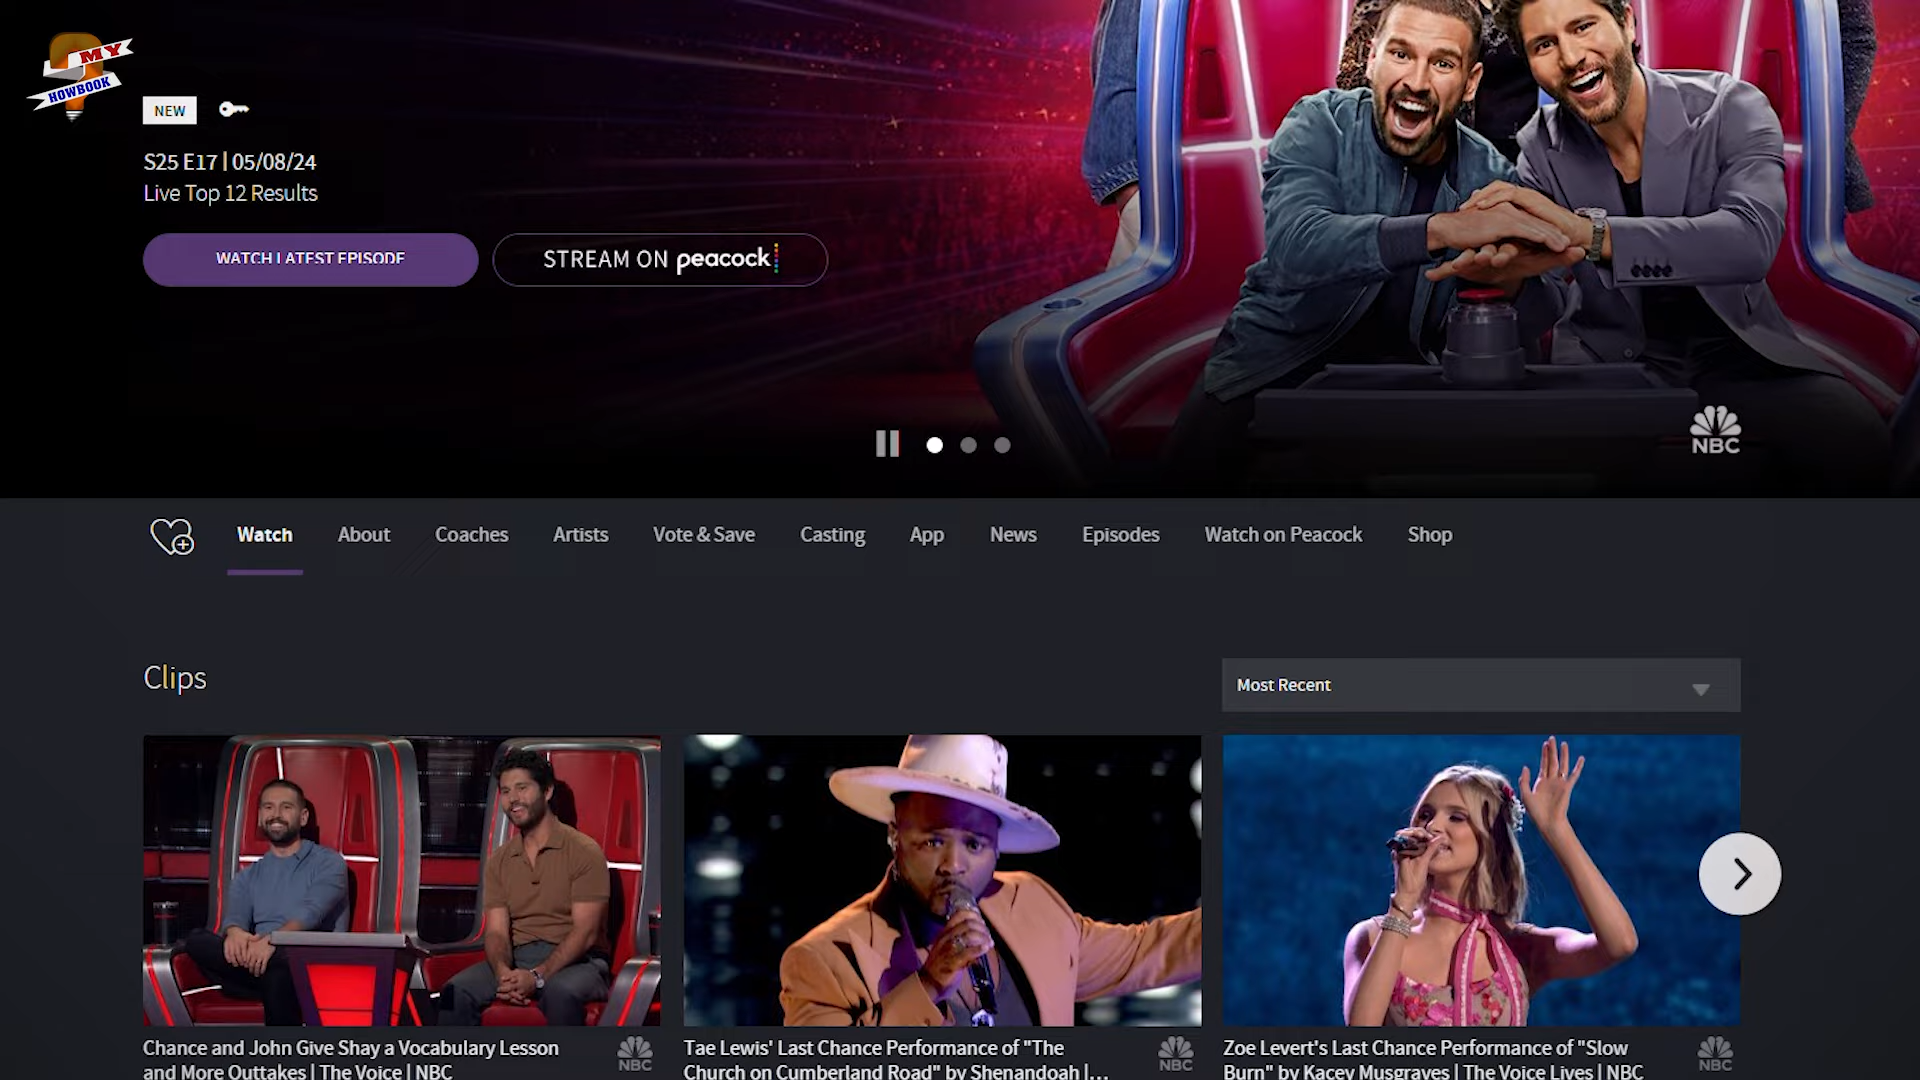 MY
HOWBOOK
NEW
S25 E17 | 05/08/24
Live Top 12 Results
WATCH LATEST EPISODE
STREAM ON peacock
NBC
Watch About Coaches Artists Vote & Save Casting App News Episodes Watch on Peacock Shop
Clips
Most Recent
Chance and John Give Shay a Vocabulary Lesson
and More Outtakes | The Voice | NBC
NBC
Tae Lewis' Last Chance Performance of "The
Church on Cumberland Road" by Shenandoah |...
NBC
Zoe Levert's Last Chance Performance of "Slow
Burn" by Kacey Musgraves | The Voice Lives | NBC
NBC